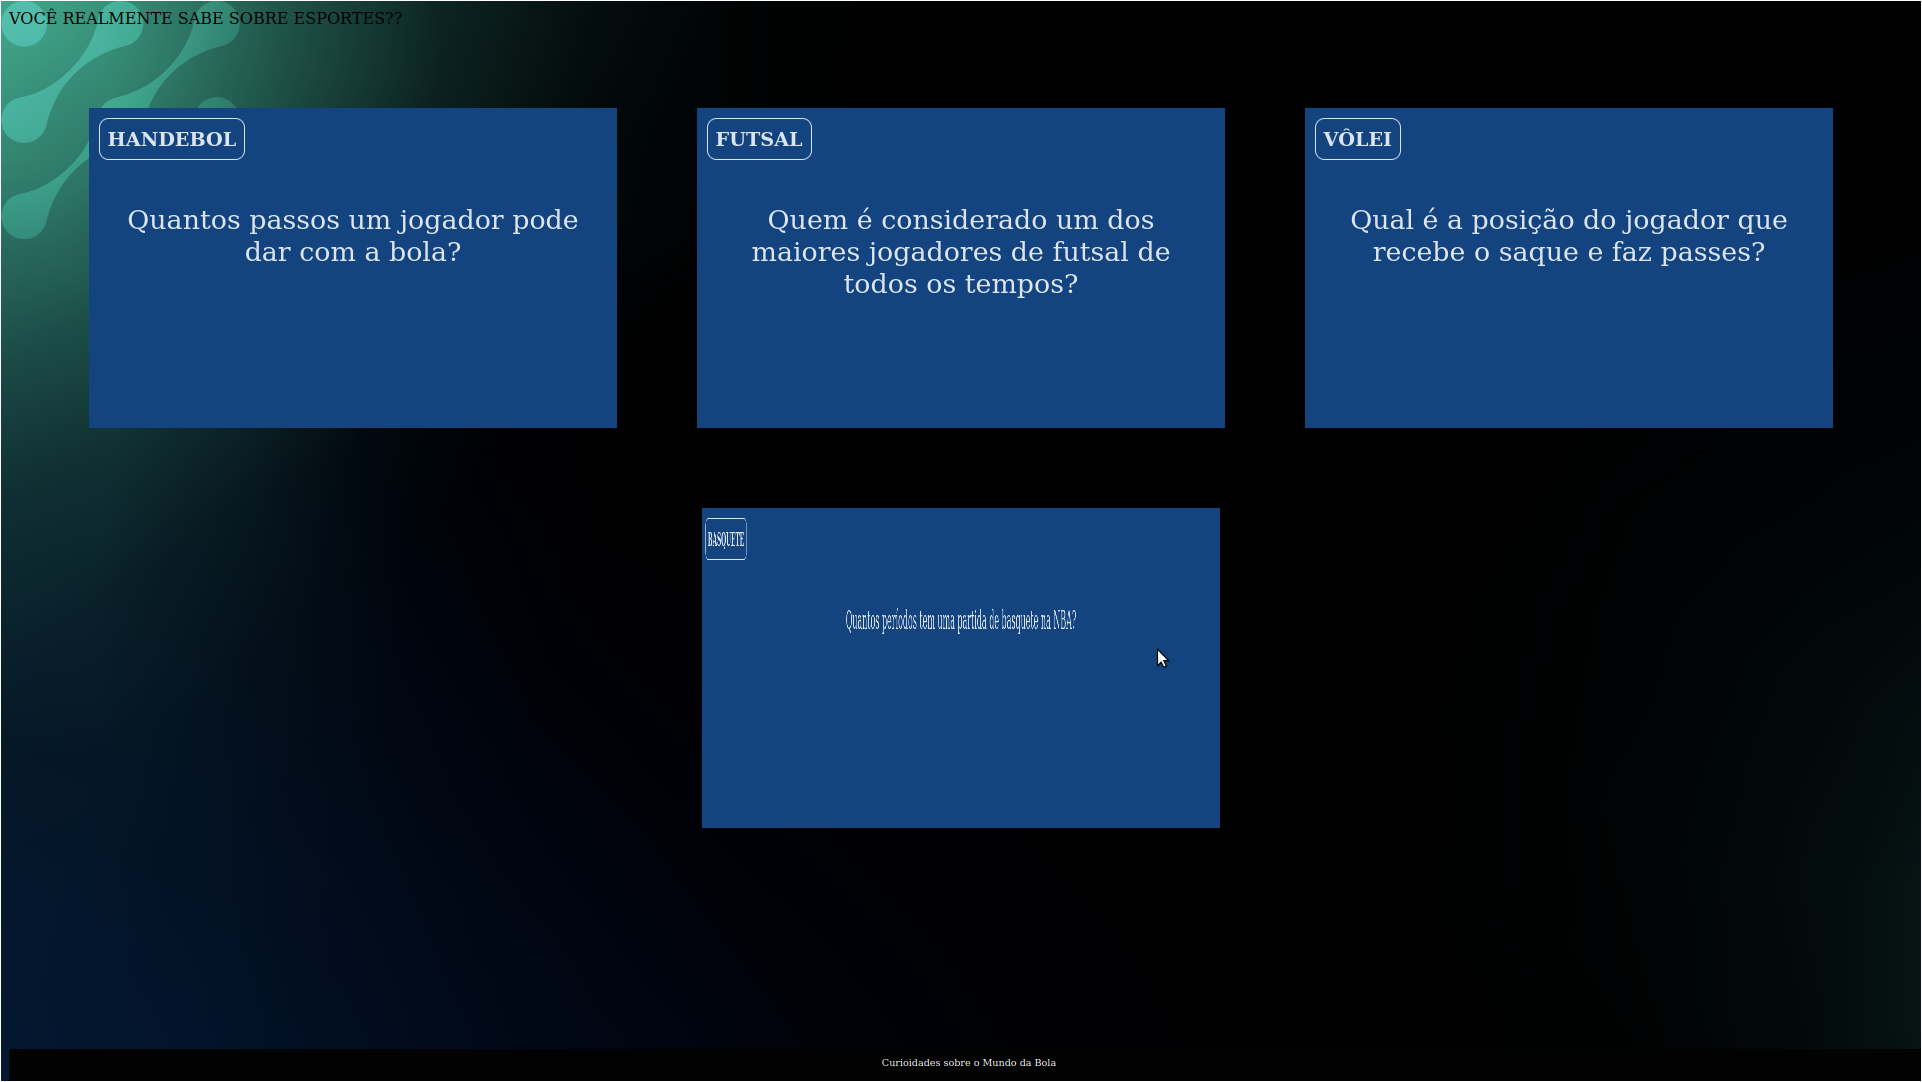 VOCÊ REALMENTE SABE SOBRE ESPORTES??
HANDEBOL
Quantos passos um jogador pode
dar com a bola?
FUTSAL
Quem é considerado um dos
maiores jogadores de futsal de
todos os tempos?
VÔLEI
Qual é a posição do jogador que
recebe o saque e faz passes?
BASQUETE
Quantos períodos tem uma partida de basquete na NBA?
Curioidades sobre o Mundo da Bola